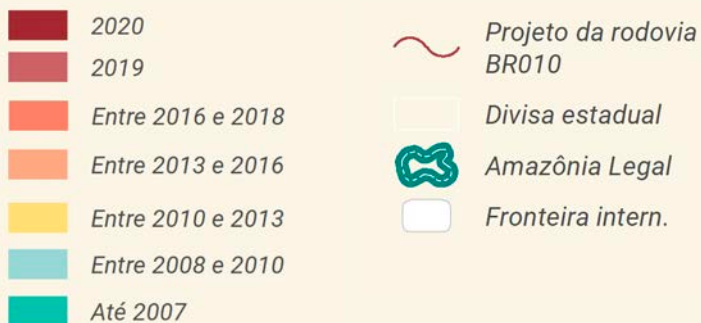 2020
2019
Entre 2016 e 2018
Entre 2013 e 2016
Entre 2010 e 2013
Entre 2008 e 2010
Até 2007
Projeto da rodovia
BR010
Divisa estadual
Amazônia Legal
Fronteira intern.